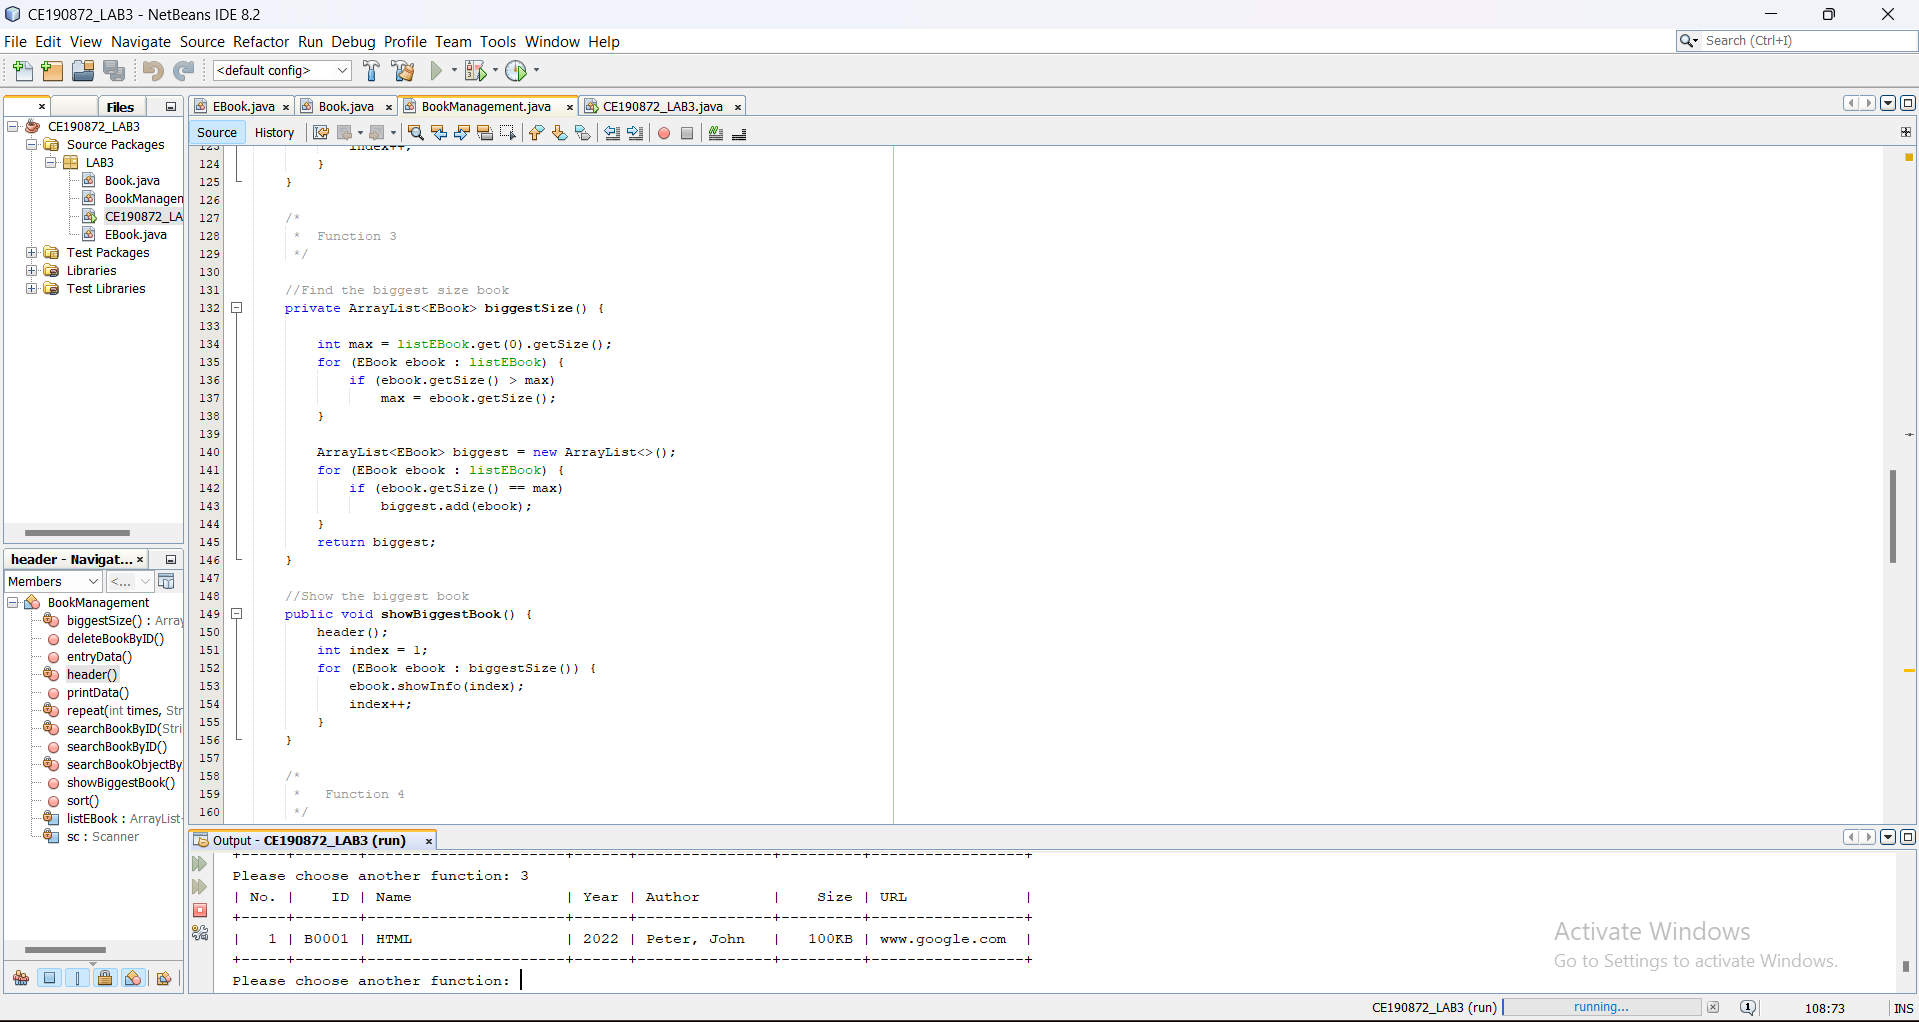 CE190872_LAB3 - NetBeans IDE 8.2
File Edit View Navigate Source Refactor Run Debug Profile Team Tools Window Help
Search (Ctrl+I)
<default config>
Files
EBook.java
Book.java
BookManagement.java
CE190872_LAB3.java
Source
History
CE190872_LAB3
Source Packages
LAB3
Book.java
BookManagen
CE190872_LA
EBook.java
Test Packages
Libraries
Test Libraries
header - Navigat...
Members
<...
BookManagement
biggestSize() : Array
deleteBookByID()
entryData()
header()
printData()
repeat(int times, Str
searchBookByID(Stri
searchBookByID()
searchBookObjectBy
showBiggestBook()
sort()
listEBook : ArrayList
sc : Scanner
123 index++;
124 }
125 }
126
127 /*
128 * Function 3
129 */
130
131 //Find the biggest size book
132 private ArrayList<EBook> biggestSize() {
133
134 int max = listEBook.get(0).getSize();
135 for (EBook ebook : listEBook) {
136 if (ebook.getSize() > max)
137 max = ebook.getSize();
138 }
139
140 ArrayList<EBook> biggest = new ArrayList<>();
141 for (EBook ebook : listEBook) {
142 if (ebook.getSize() == max)
143 biggest.add(ebook);
144 }
145 return biggest;
146 }
147
148 //Show the biggest book
149 public void showBiggestBook() {
150 header();
151 int index = 1;
152 for (EBook ebook : biggestSize()) {
153 ebook.showInfo(index);
154 index++;
155 }
156 }
157
158 /*
159 * Function 4
160 */
Output - CE190872_LAB3 (run)
+-----+-------+----------------------+------+---------------+---------+-----------------+
Please choose another function: 3
| No. | ID | Name | Year | Author | Size | URL |
+-----+-------+----------------------+------+---------------+---------+-----------------+
| 1 | B0001 | HTML | 2022 | Peter, John | 100KB | www.google.com |
+-----+-------+----------------------+------+---------------+---------+-----------------+
Please choose another function:
Activate Windows
Go to Settings to activate Windows.
CE190872_LAB3 (run)
running...
1
108:73
INS